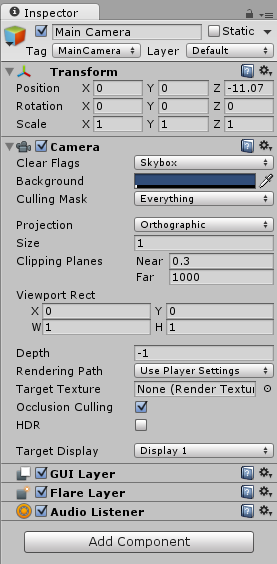 Inspector
Main Camera Static
Tag MainCamera Layer Default
Transform
Position X 0 Y 0 Z -11.07
Rotation X 0 Y 0 Z 0
Scale X 1 Y 1 Z 1
Camera
Clear Flags Skybox
Background
Culling Mask Everything
Projection Orthographic
Size 1
Clipping Planes Near 0.3
Far 1000
Viewport Rect
X 0 Y 0
W 1 H 1
Depth -1
Rendering Path Use Player Settings
Target Texture None (Render Textur
Occlusion Culling
HDR
Target Display Display 1
GUI Layer
Flare Layer
Audio Listener
Add Component